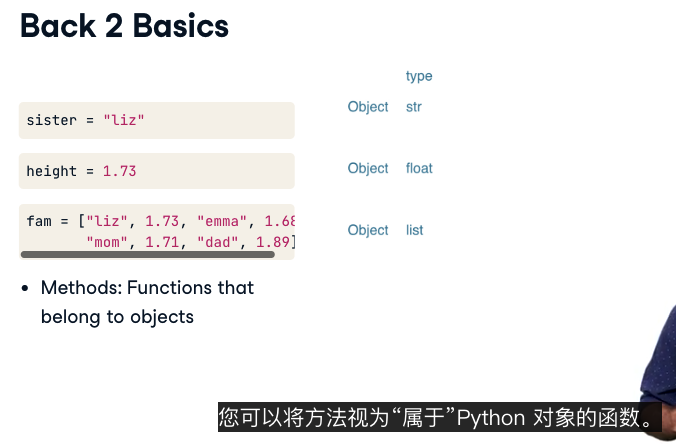 Back 2 Basics
type
sister = "liz"
Object str
height = 1.73
Object float
fam = ["liz", 1.73, "emma", 1.68
"mom", 1.71, "dad", 1.89]
Object list
• Methods: Functions that
belong to objects
您可以将方法视为“属于”Python 对象的函数。